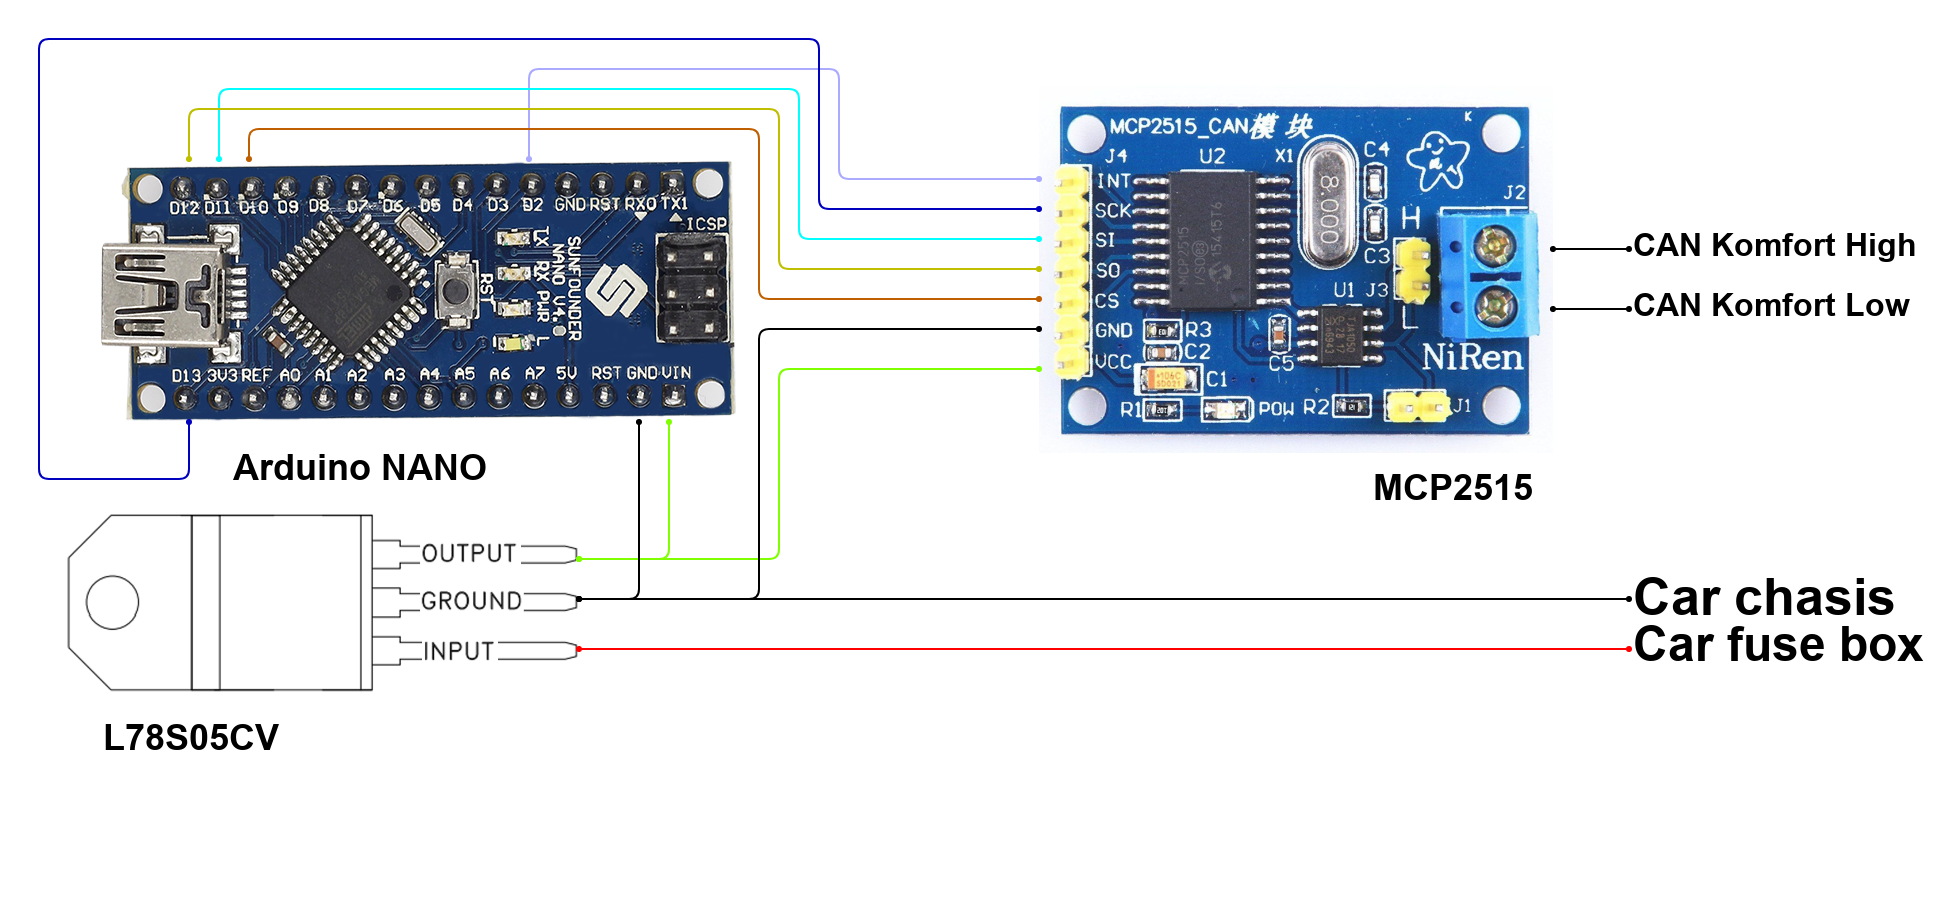 D12 D11 D10 D9 D8 D7 D6 D5 D4 D3 D2 GND RST RX0 TX1
ICSP
TX
RX
PWR
L
RST
SUNFOUNDER
NANO V4.0
D13 3V3 REF A0 A1 A2 A3 A4 A5 A6 A7 5V RST GND VIN
Arduino NANO
MCP2515_CAN模块
K
J4
U2
X1
C4
J2
INT
SCK
SI
SO
CS
GND
VCC
8.000
MCP2515
I/SO
15415T6
H
C3
U1
J3
L
R3
C2
C5
C1
NiRen
R1
POW
R2
J1
CAN Komfort High
CAN Komfort Low
MCP2515
OUTPUT
GROUND
INPUT
Car chasis
Car fuse box
L78S05CV